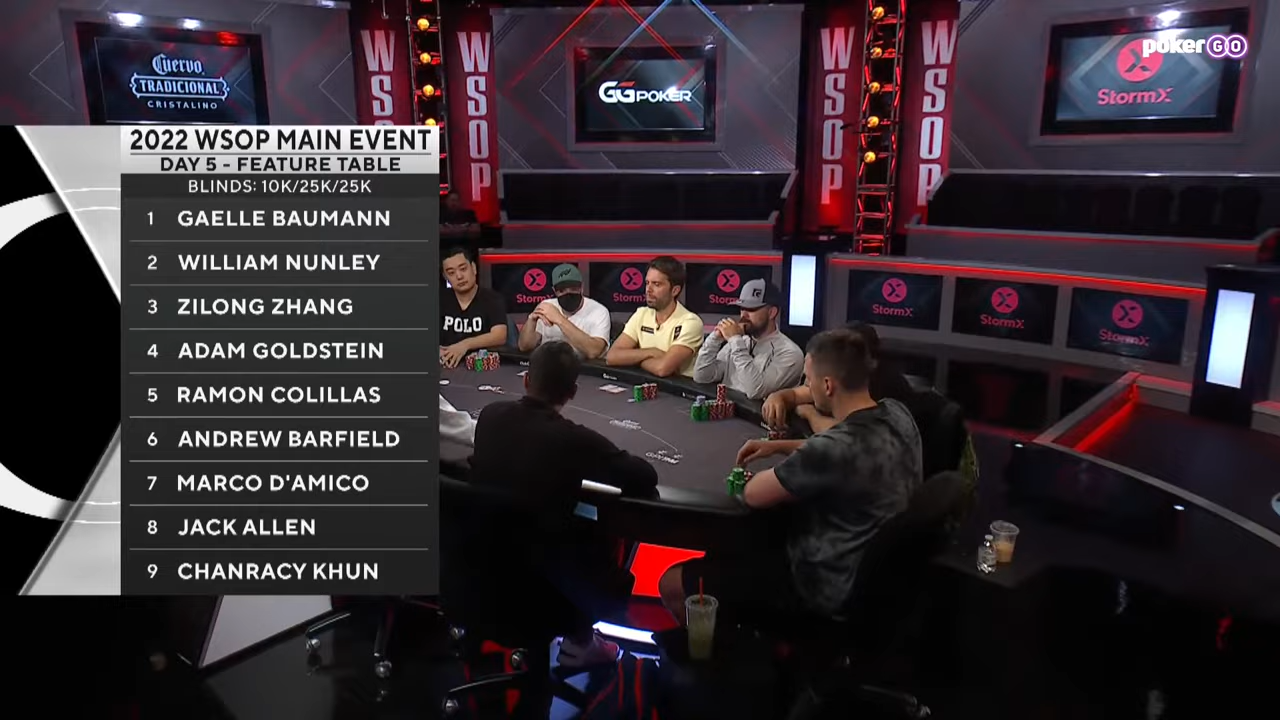 Cuervo
TRADICIONAL
CRISTALINO
WSOP
WSOP
GGPOKER
WSOP
WSOP
pokerGO
StormX
2022 WSOP MAIN EVENT
DAY 5 - FEATURE TABLE
BLINDS: 10K/25K/25K
1 GAELLE BAUMANN
2 WILLIAM NUNLEY
3 ZILONG ZHANG
4 ADAM GOLDSTEIN
5 RAMON COLILLAS
6 ANDREW BARFIELD
7 MARCO D'AMICO
8 JACK ALLEN
9 CHANRACY KHUN
POLO
StormX
StormX
StormX
StormX
StormX
StormX